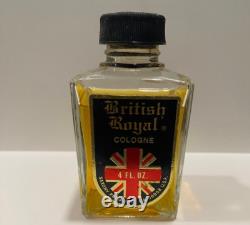 British
Royal®
COLOGNE
4 FL. OZ.
U.S.A.